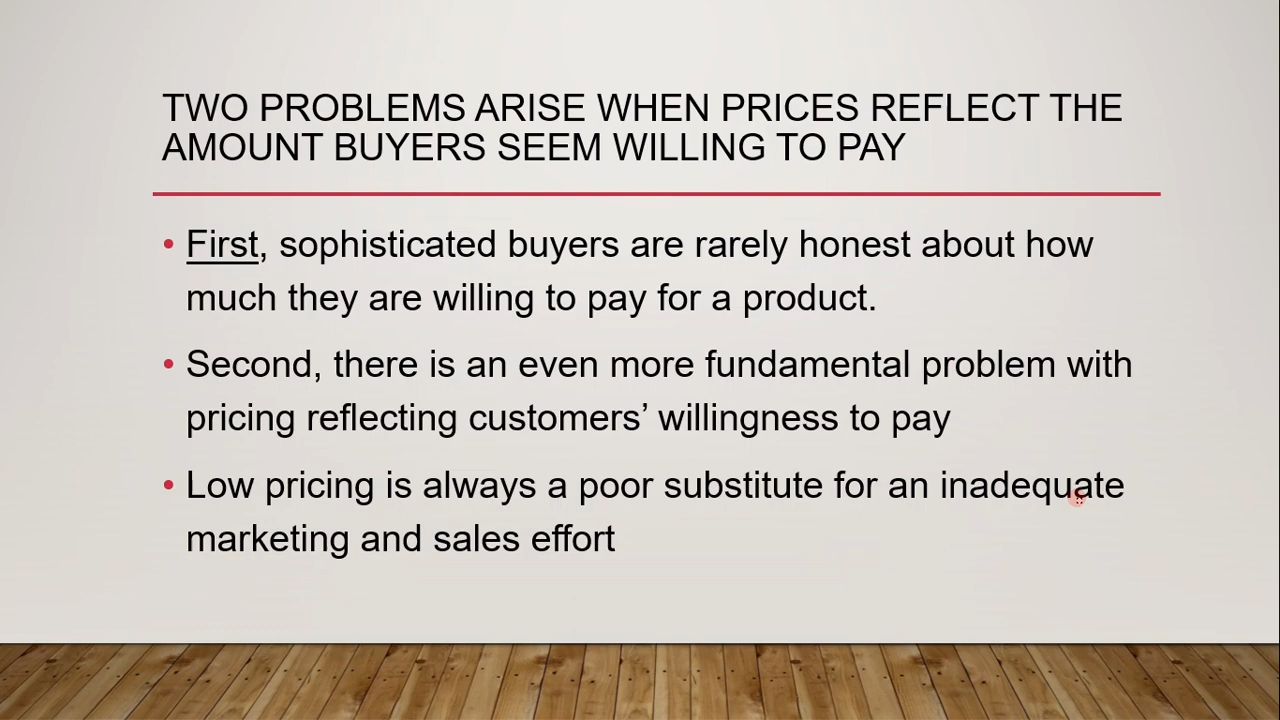 TWO PROBLEMS ARISE WHEN PRICES REFLECT THE
AMOUNT BUYERS SEEM WILLING TO PAY
• First, sophisticated buyers are rarely honest about how
much they are willing to pay for a product.
• Second, there is an even more fundamental problem with
pricing reflecting customers’ willingness to pay
• Low pricing is always a poor substitute for an inadequate
marketing and sales effort